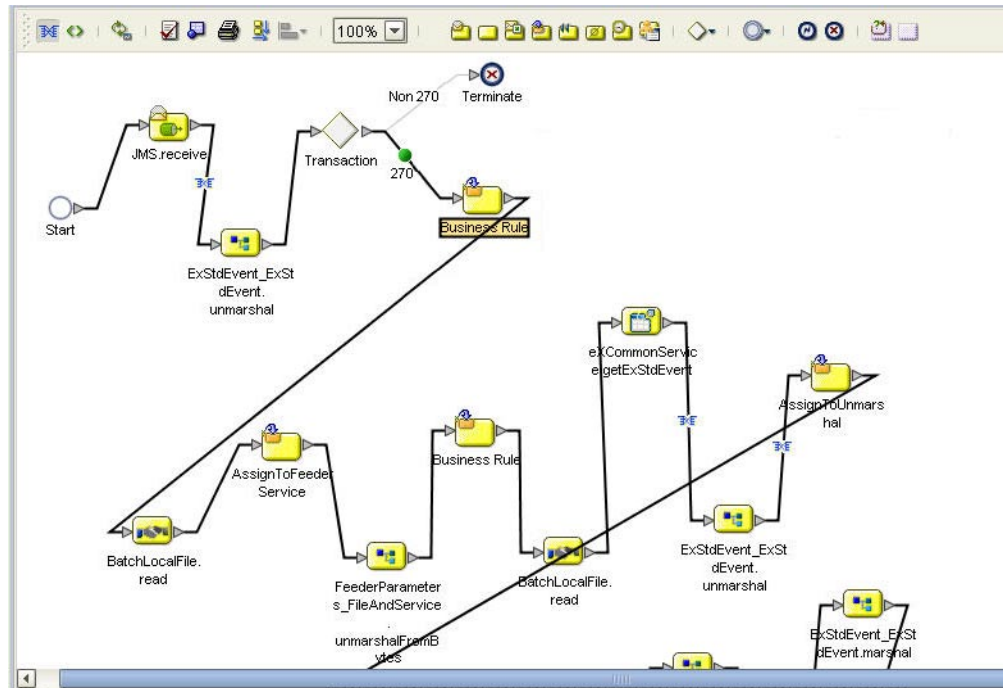 100%
Non 270
Terminate
JMS.receive
Transaction
270
Start
Business Rule
ExStdEvent_ExSt
dEvent.
unmarshal
eXCommonServic
e.getExStdEvent
AssignToUnmars
hal
AssignToFeeder
Service
Business Rule
BatchLocalFile.
read
FeederParameter
s_FileAndService
.
unmarshalFromB
ytes
BatchLocalFile.
read
ExStdEvent_ExSt
dEvent.
unmarshal
ExStdEvent_ExSt
dEvent.marshal